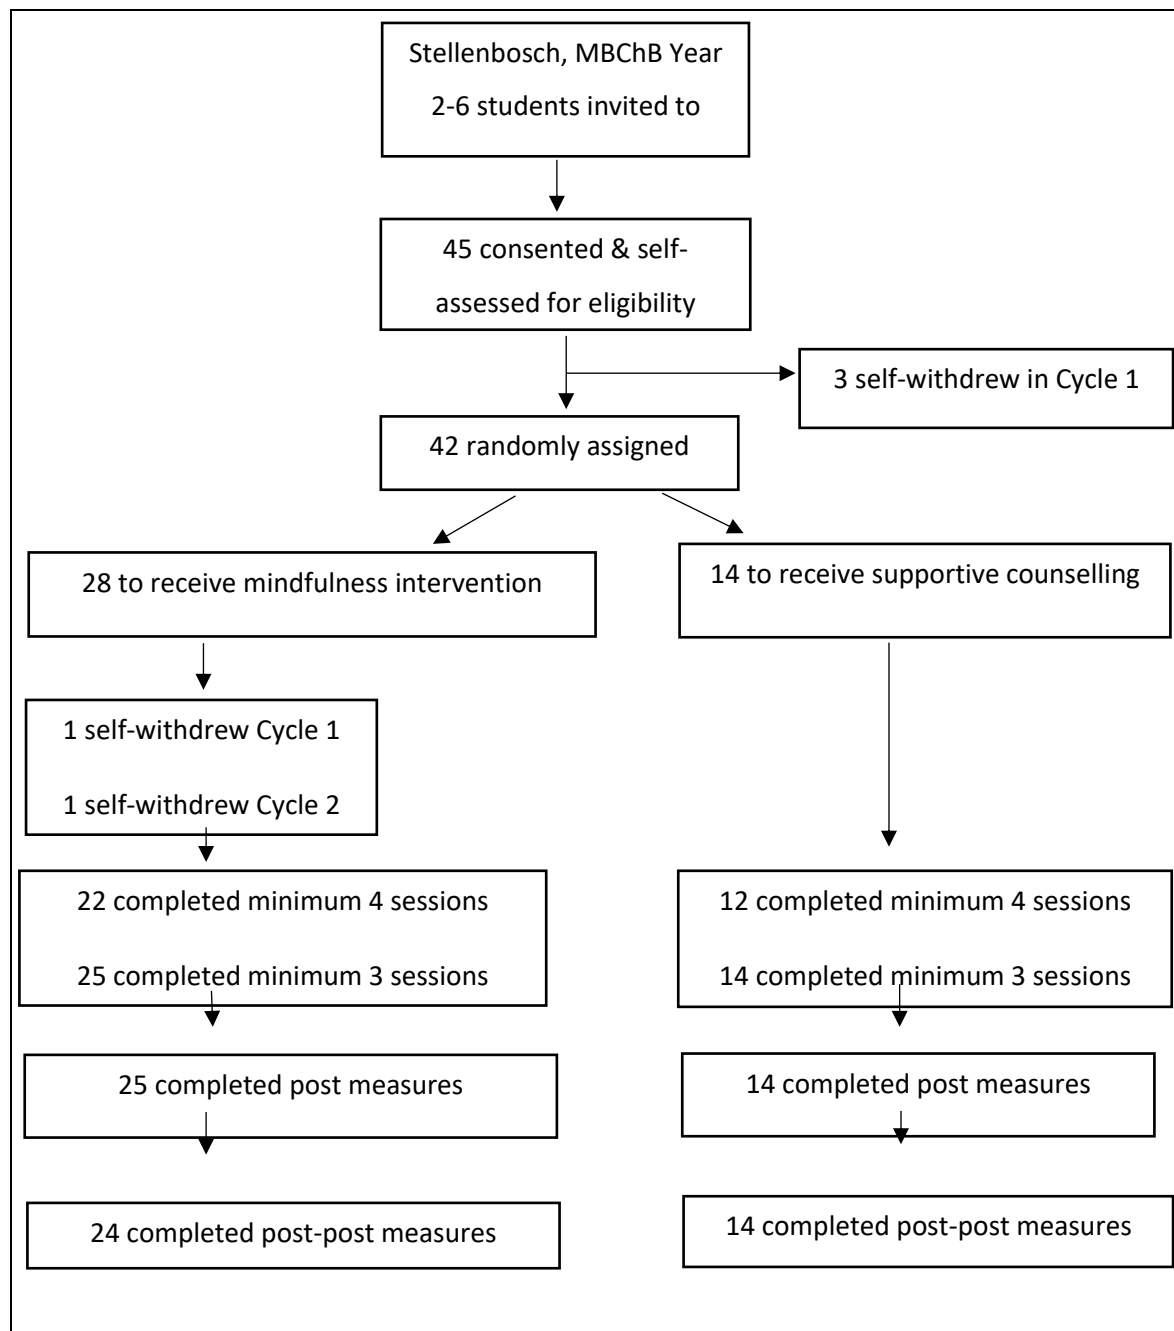 Stellenbosch, MBChB Year
2-6 students invited to
45 consented & self-
assessed for eligibility
3 self-withdrew in Cycle 1
42 randomly assigned
28 to receive mindfulness intervention
14 to receive supportive counselling
1 self-withdrew Cycle 1
1 self-withdrew Cycle 2
22 completed minimum 4 sessions
25 completed minimum 3 sessions
12 completed minimum 4 sessions
14 completed minimum 3 sessions
25 completed post measures
14 completed post measures
24 completed post-post measures
14 completed post-post measures